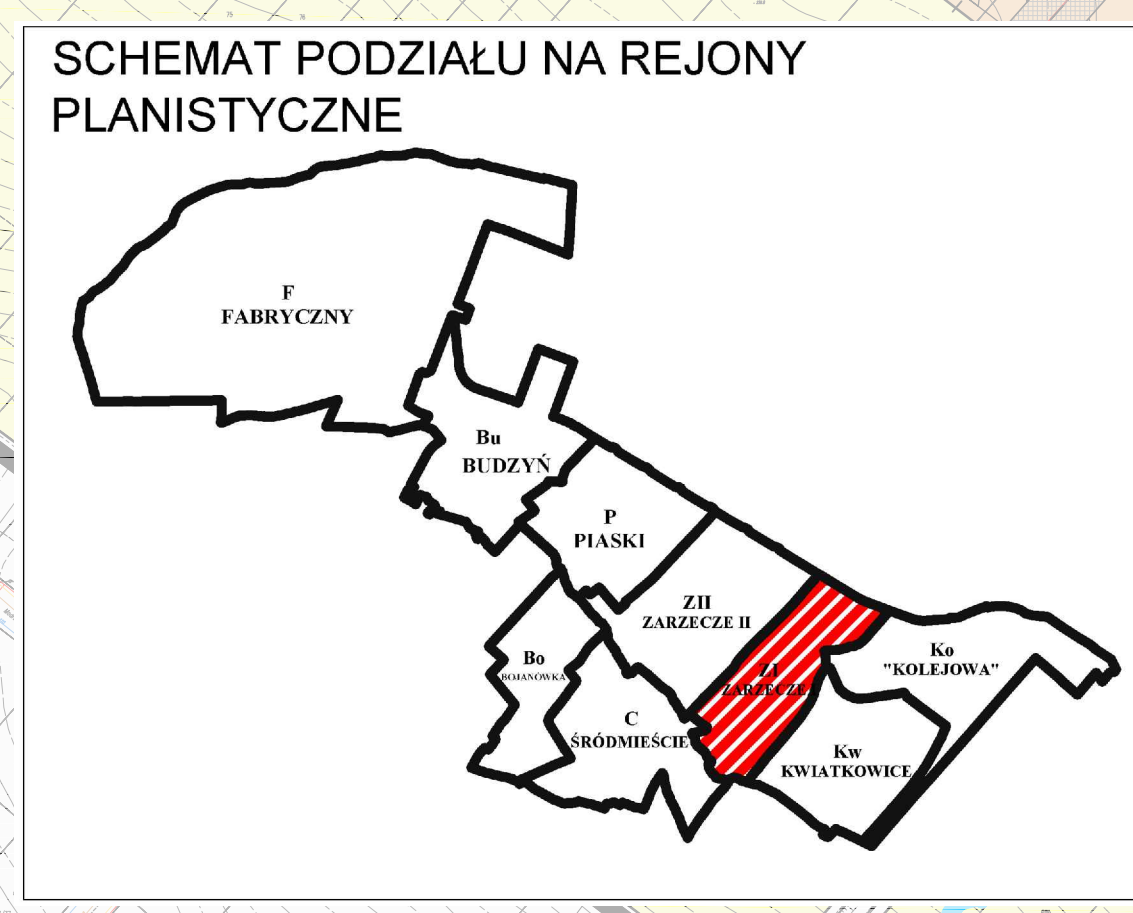 SCHEMAT PODZIAŁU NA REJONY
PLANISTYCZNE
F
FABRYCZNY
Bu
BUDZYŃ
P
PIASKI
ZII
ZARZECZE II
Bo
BOJANÓWKA
C
ŚRÓDMIEŚCIE
ZI
ZARZECZE
Ko
"KOLEJOWA"
Kw
KWIATKOWICE